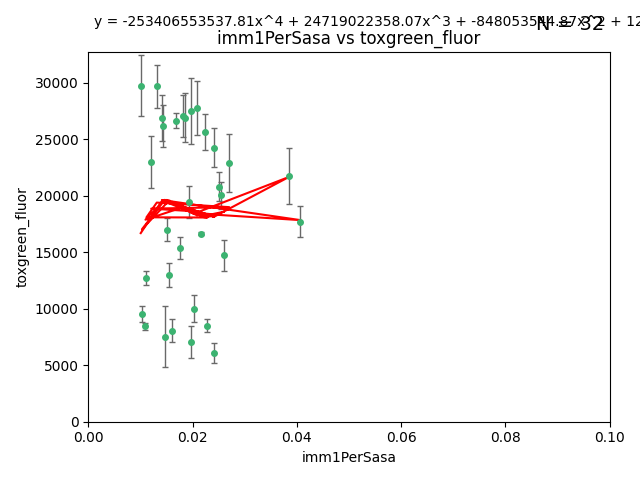 y = -253406553537.81x^4 + 24719022358.07x^3 + -848053544.87x^2 + 12
N = 32
imm1PerSasa vs toxgreen_fluor
30000
25000
20000
15000
10000
5000
0
toxgreen_fluor
0.00 0.02 0.04 0.06 0.08 0.10
imm1PerSasa